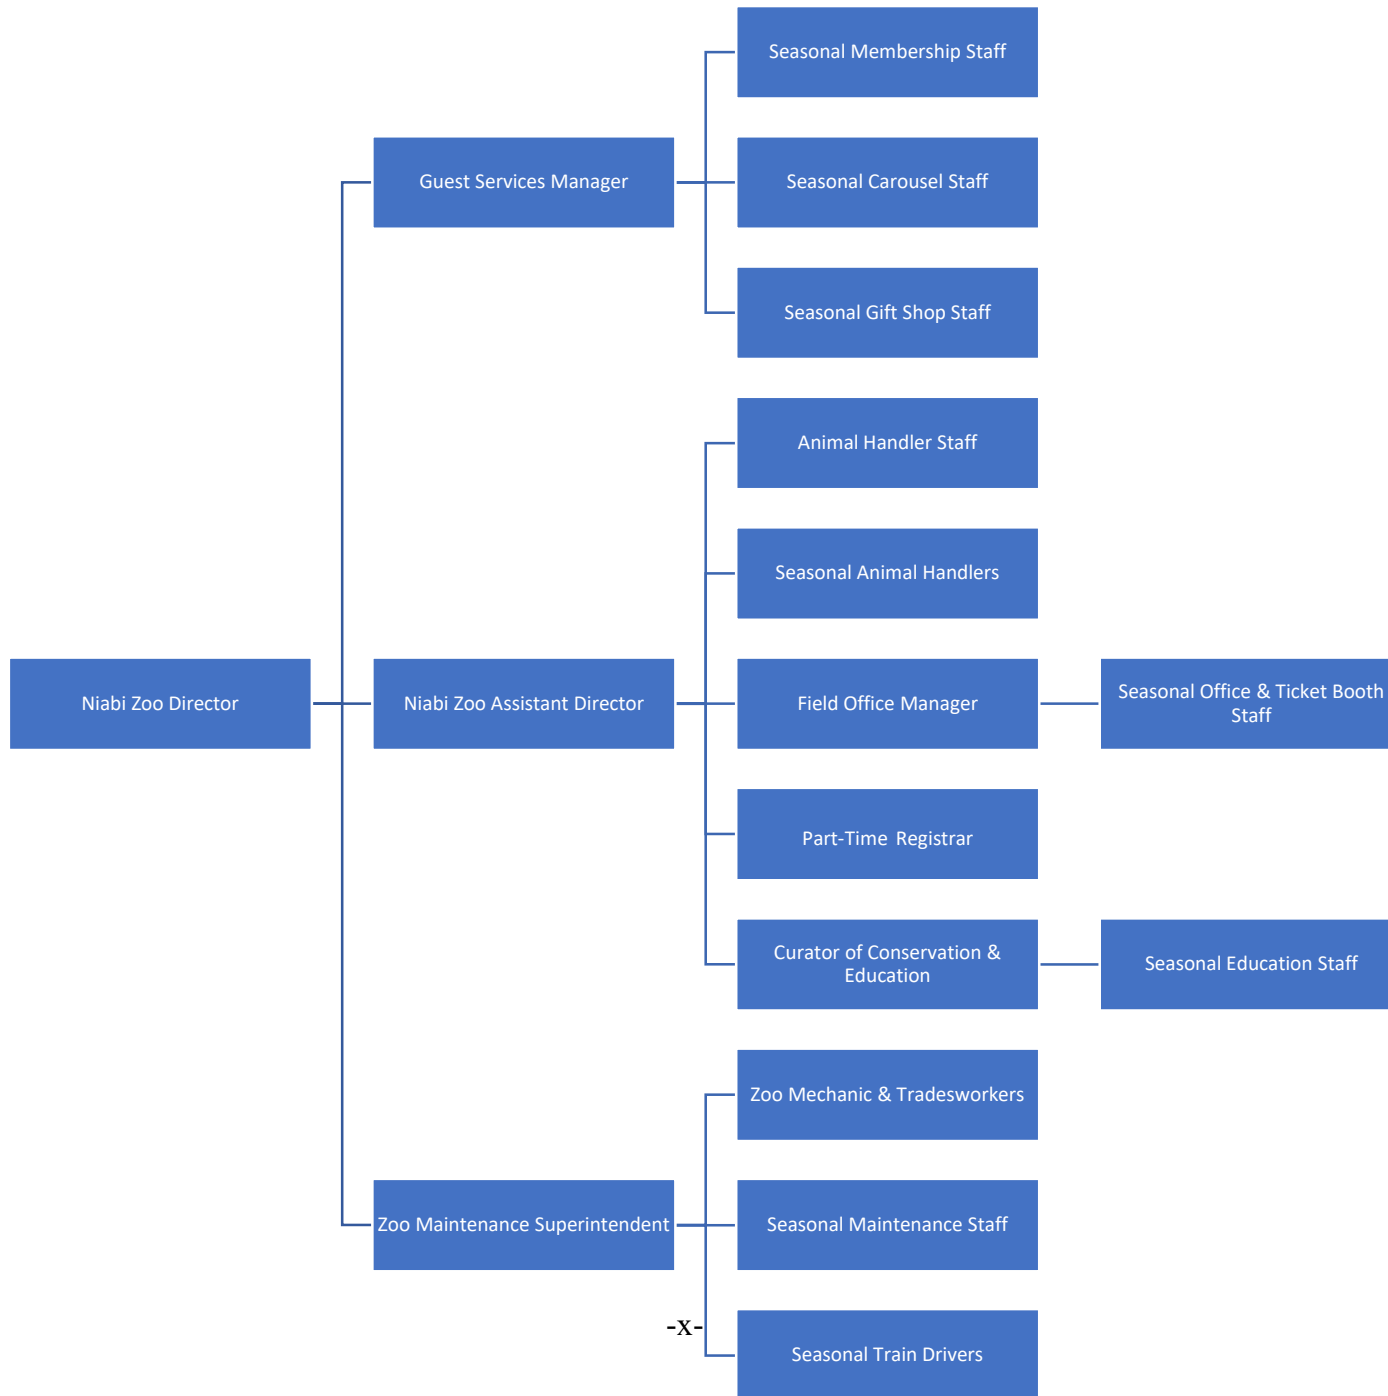 Seasonal Membership Staff
Guest Services Manager
Seasonal Carousel Staff
Seasonal Gift Shop Staff
Animal Handler Staff
Seasonal Animal Handlers
Niabi Zoo Director
Niabi Zoo Assistant Director
Field Office Manager
Seasonal Office & Ticket Booth
Staff
Part-Time Registrar
Curator of Conservation &
Education
Seasonal Education Staff
Zoo Mechanic & Tradesworkers
Zoo Maintenance Superintendent
Seasonal Maintenance Staff
-x-
Seasonal Train Drivers